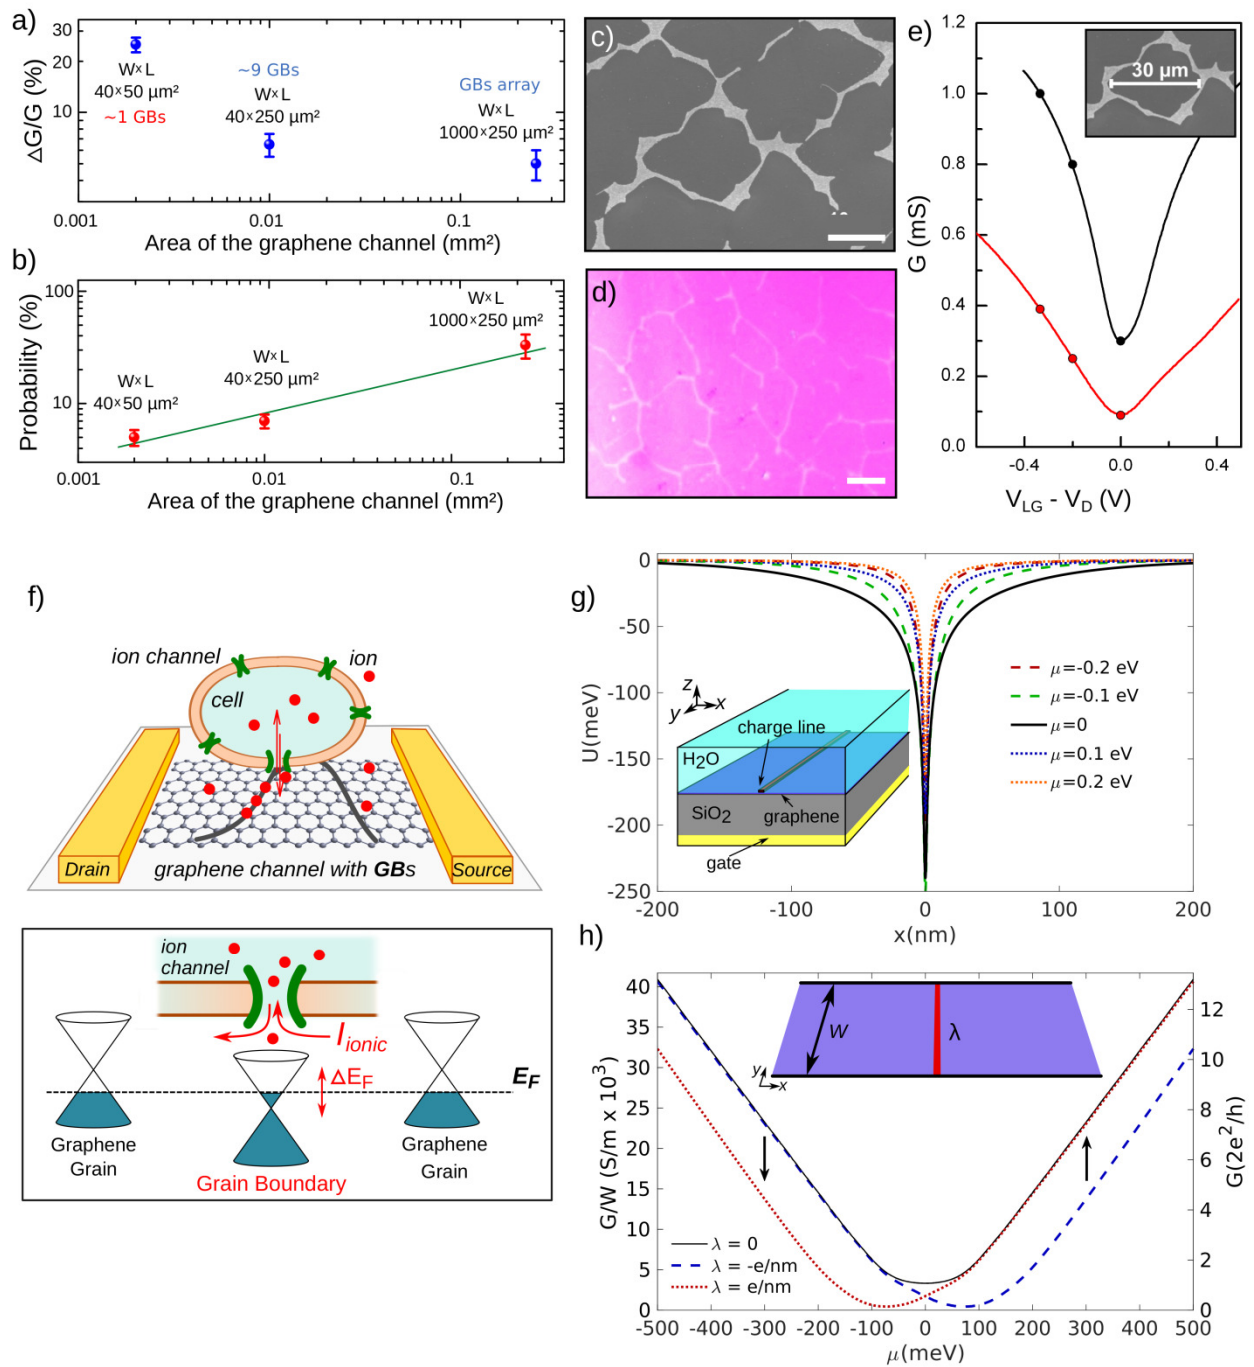 a)
ΔG/G (%)
30
20
10
W×L
40×50 µm²
~1 GBs
~9 GBs
W×L
40×250 µm²
GBs array
W×L
1000×250 µm²
0.001
0.01
0.1
Area of the graphene channel (mm²)
b)
Probability (%)
100
10
W×L
40×50 µm²
W×L
40×250 µm²
W×L
1000×250 µm²
0.001
0.01
0.1
Area of the graphene channel (mm²)
c)
d)
e)
G (mS)
1.2
1.0
0.8
0.6
0.4
0.2
0.0
30 µm
-0.4
0.0
0.4
V_LG - V_D (V)
f)
ion channel
ion
cell
Drain
graphene channel with GBs
Source
ion
channel
I_ionic
ΔE_F
E_F
Graphene
Grain
Grain Boundary
Graphene
Grain
g)
U(meV)
0
-50
-100
-150
-200
-250
z
y
x
charge line
H₂O
SiO₂
graphene
gate
μ=-0.2 eV
μ=-0.1 eV
μ=0
μ=0.1 eV
μ=0.2 eV
-200
-100
0
100
200
x(nm)
h)
G/W (S/m x 10³)
40
35
30
25
20
15
10
5
0
W
λ
y
x
λ = 0
λ = -e/nm
λ = e/nm
12
10
8
6
4
2
0
G(2e²/h)
-500 -400 -300 -200 -100 0 100 200 300 400 500
μ(meV)